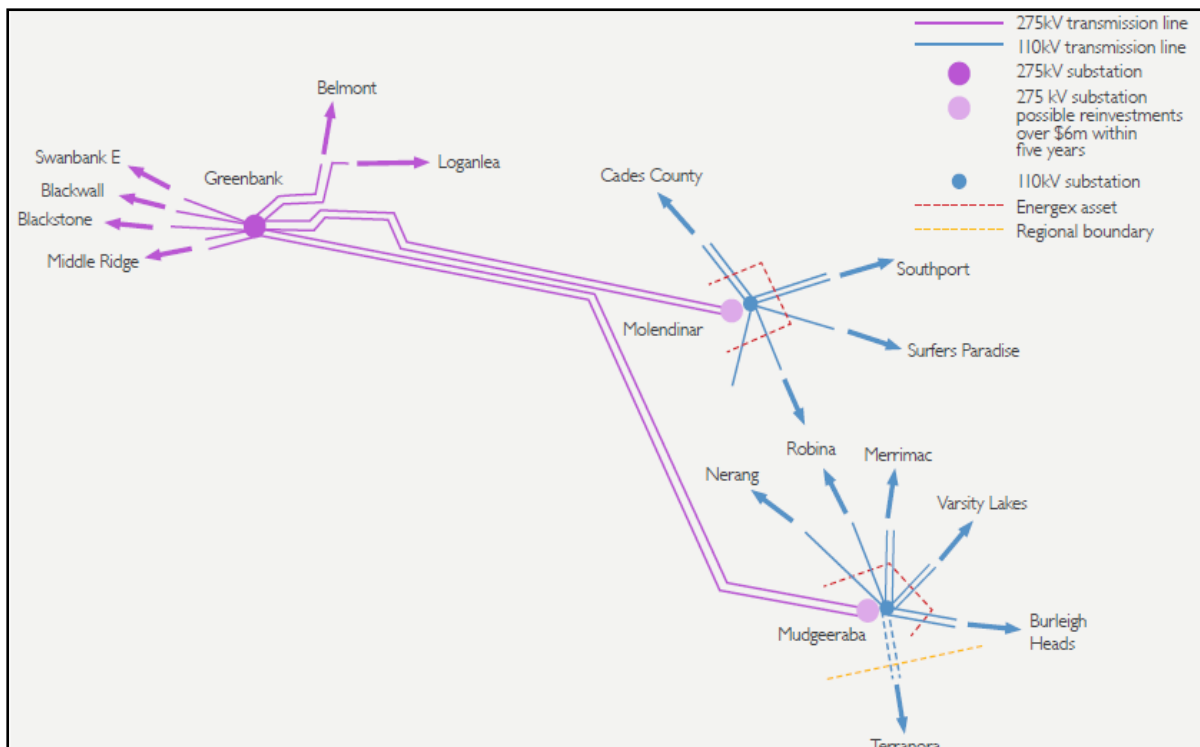 275kV transmission line
110kV transmission line
275kV substation
275 kV substation
possible reinvestments
over $6m within
five years
110kV substation
Energex asset
Regional boundary
Belmont
Swanbank E
Greenbank
Loganlea
Blackwall
Blackstone
Middle Ridge
Cades County
Southport
Molendinar
Surfers Paradise
Robina
Merrimac
Nerang
Varsity Lakes
Mudgeeraba
Burleigh
Heads
Terranora